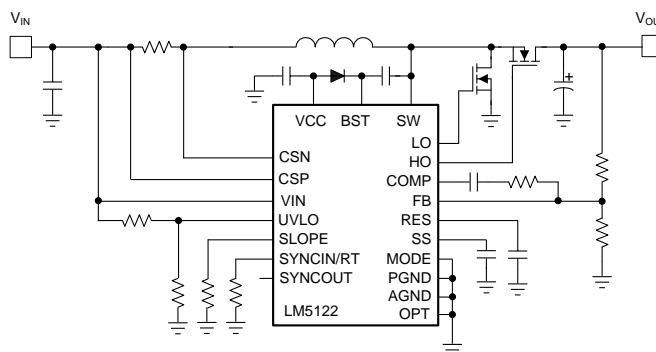 VIN
VOU
VCC BST SW
LO
HO
COMP
FB
RES
SS
MODE
PGND
AGND
OPT
CSN
CSP
VIN
UVLO
SLOPE
SYNCIN/RT
SYNCOUT
LM5122
+